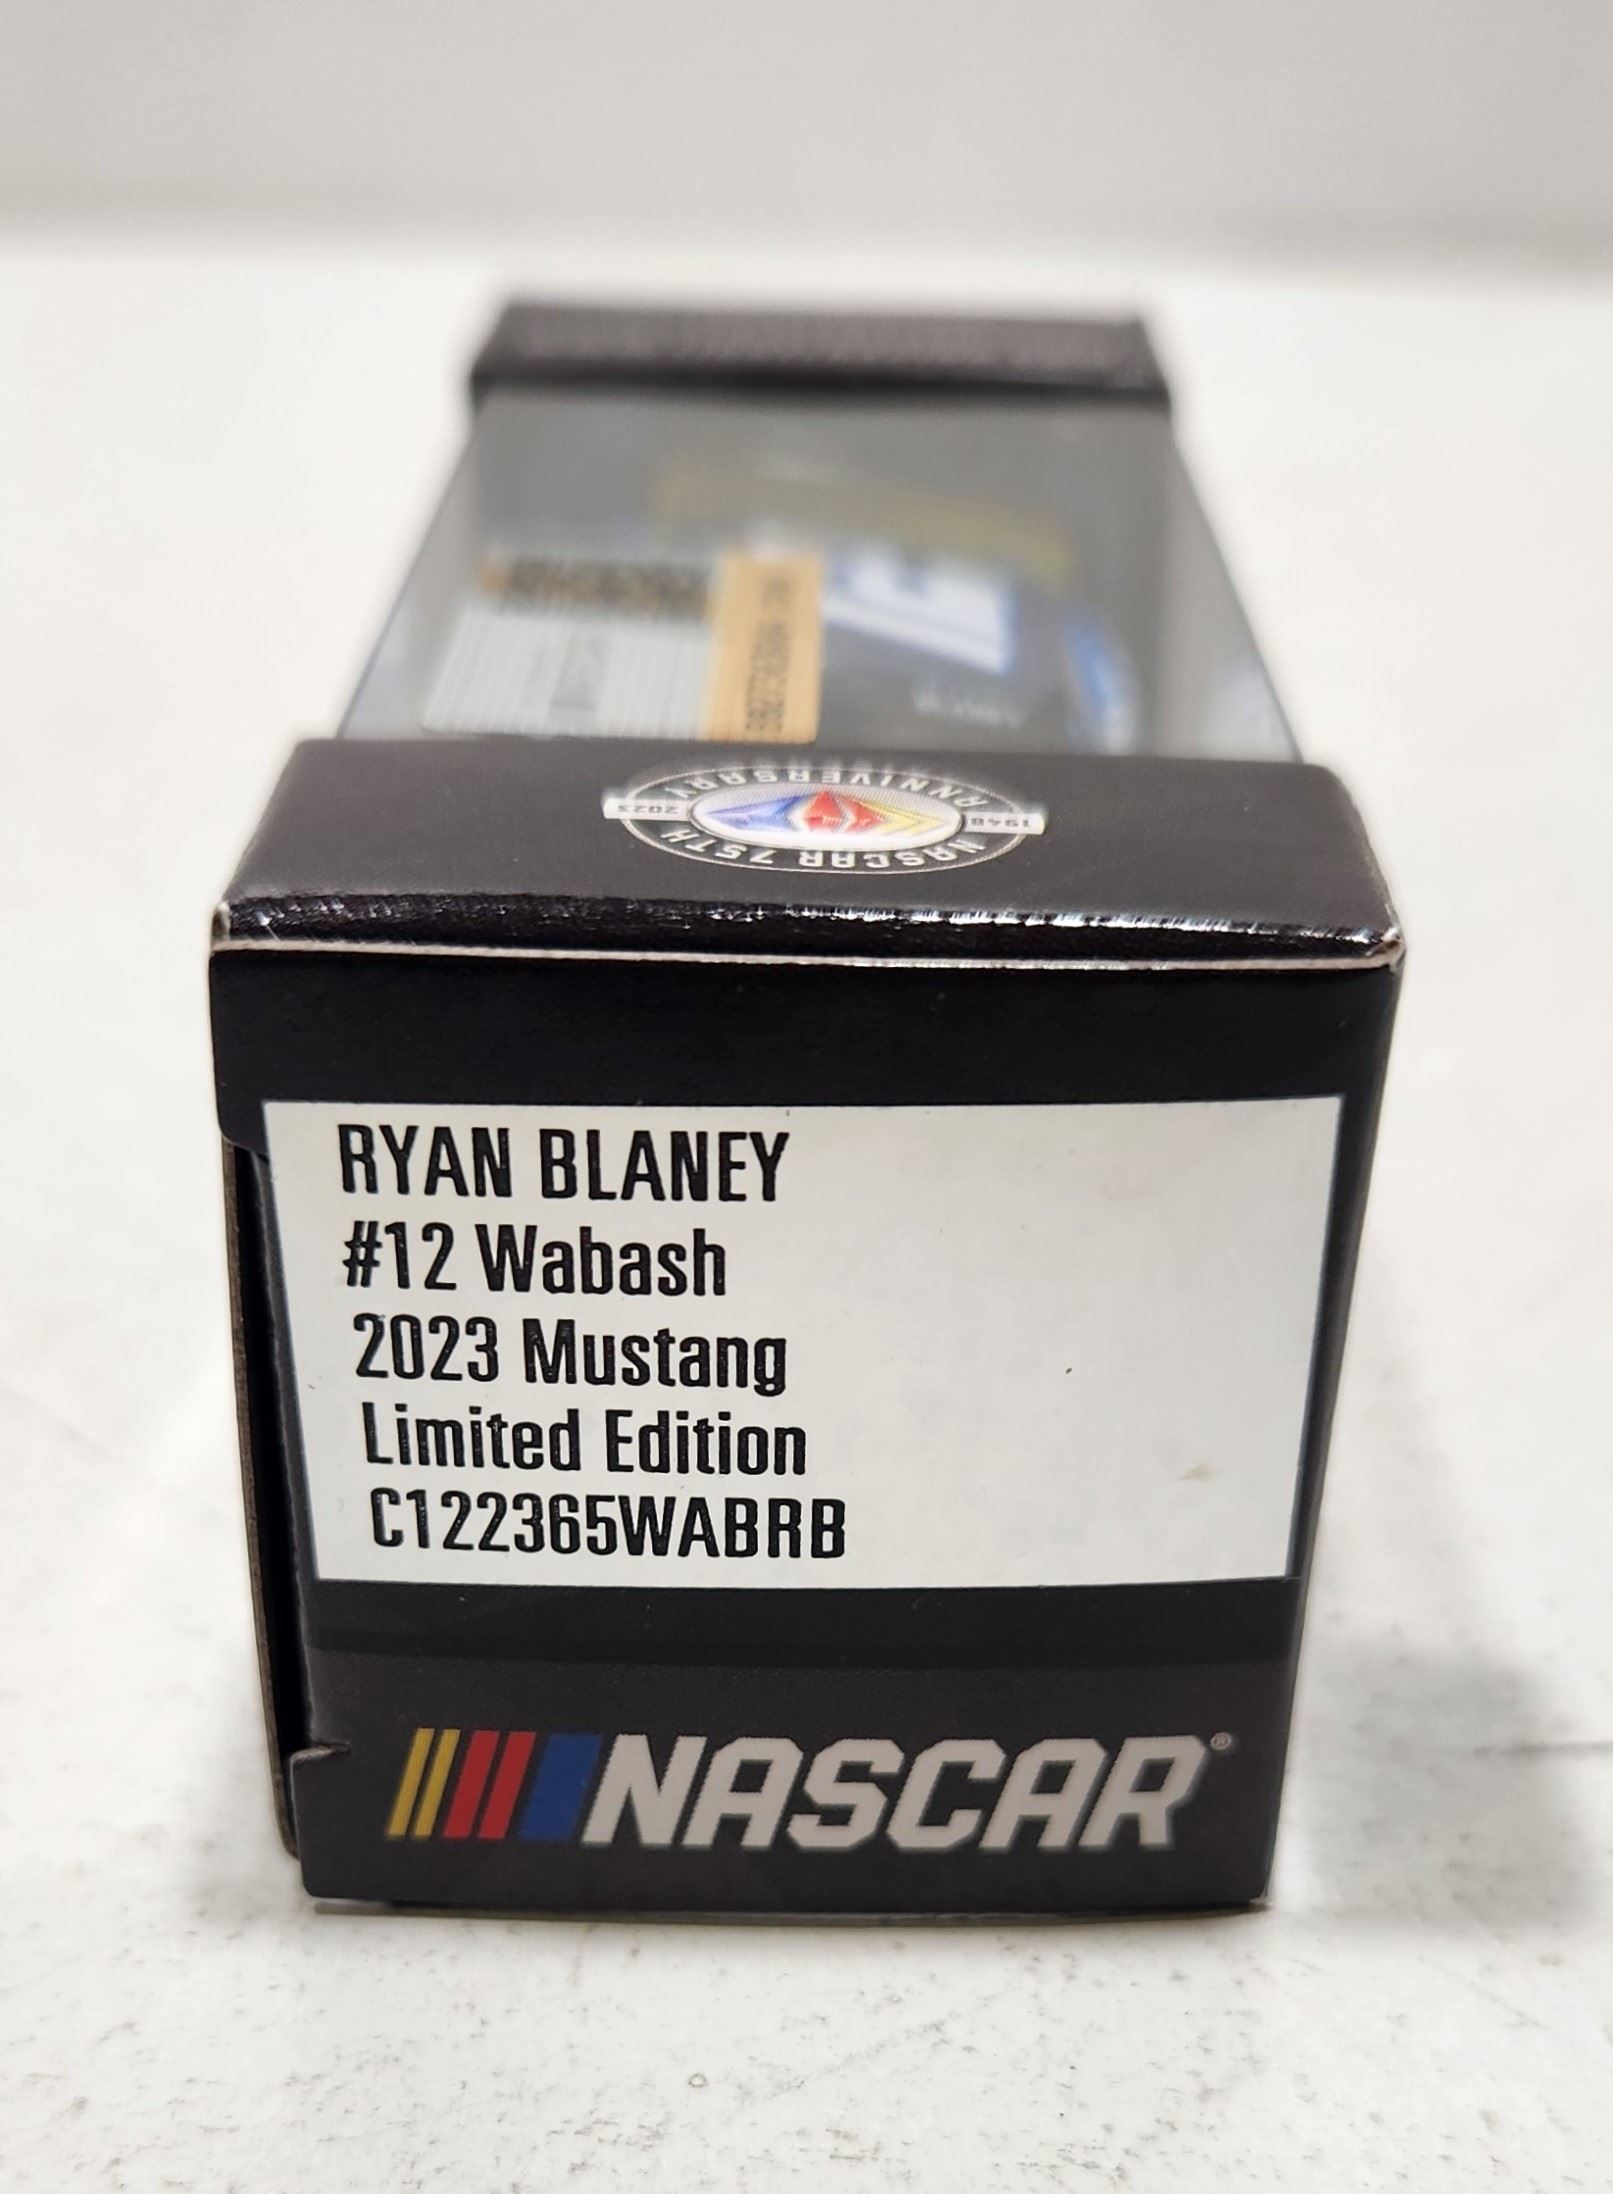 NASCAR 75TH
ANNIVERSARY
1948
2023
RYAN BLANEY
#12 Wabash
2023 Mustang
Limited Edition
C122365WABRB
NASCAR®